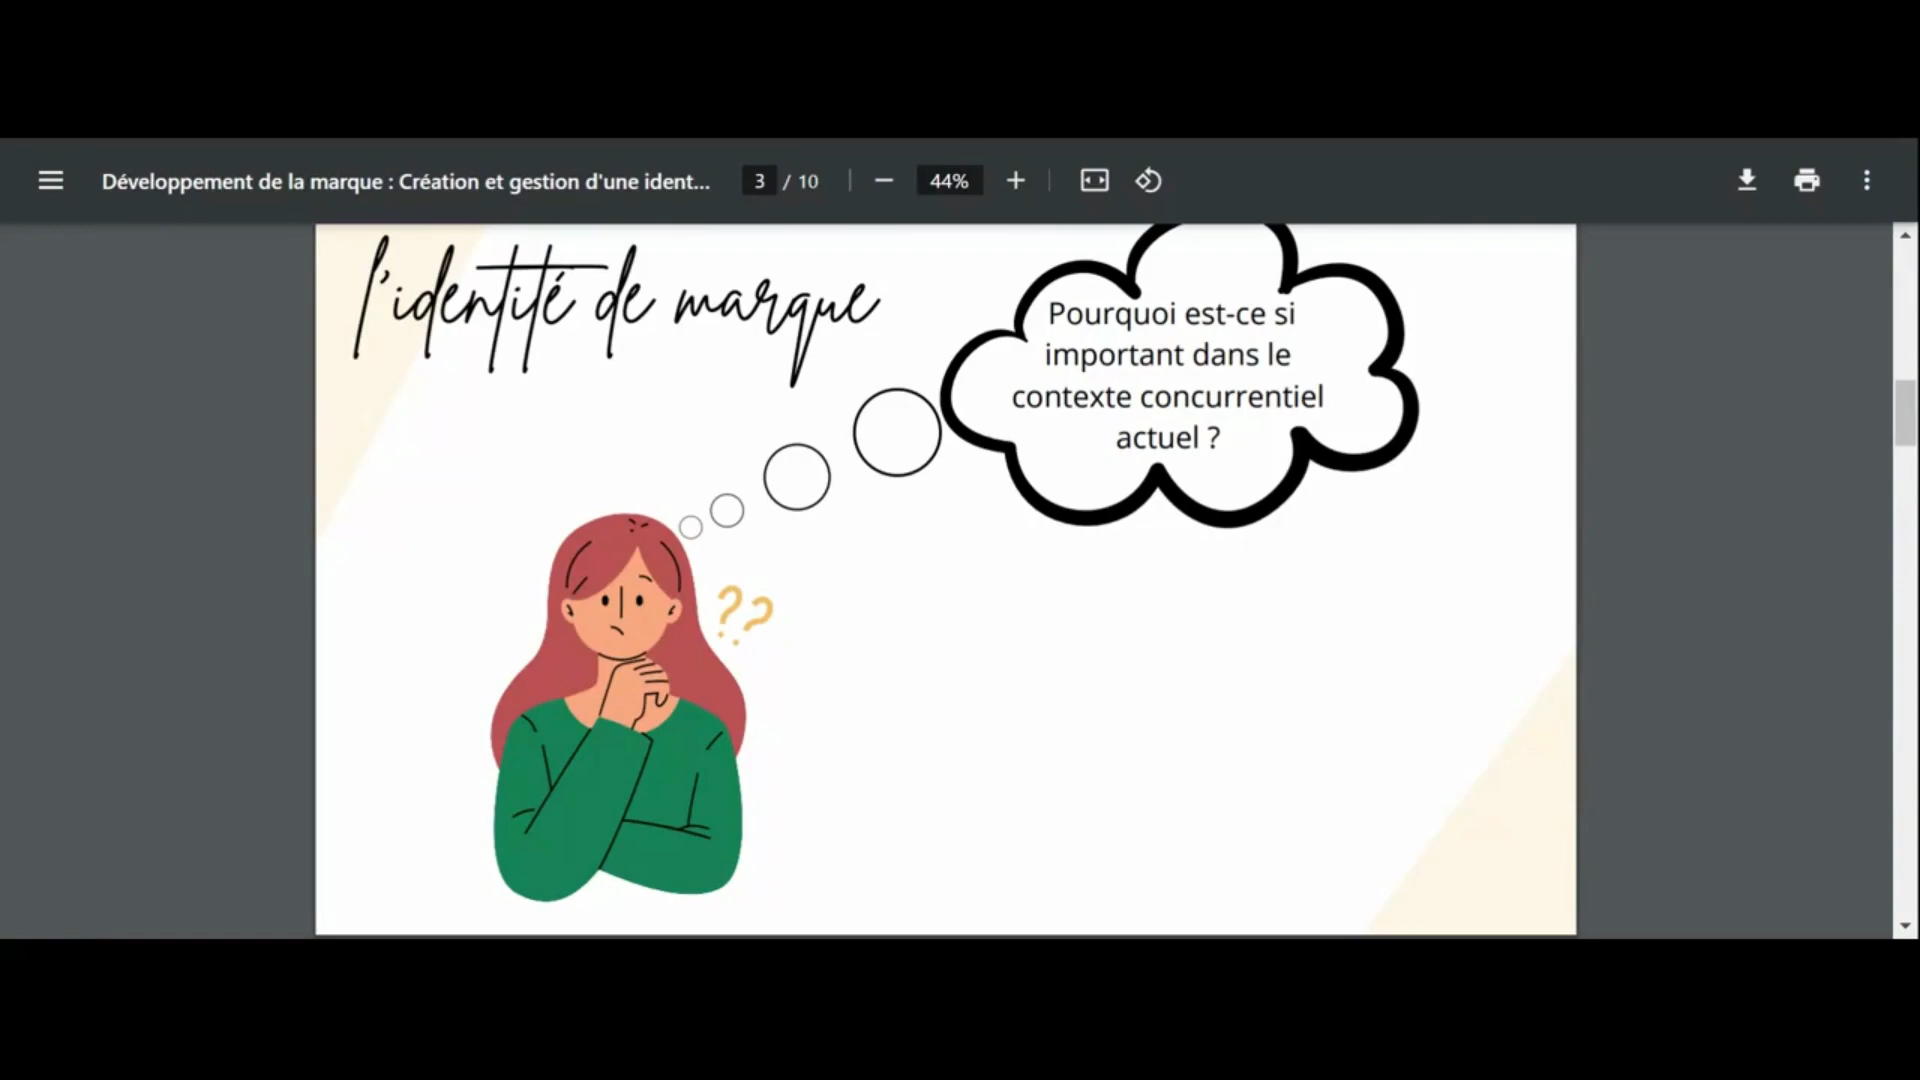 Développement de la marque : Création et gestion d'une ident... 3 / 10 44%
l'identité de marque
Pourquoi est-ce si
important dans le
contexte concurrentiel
actuel ?
??